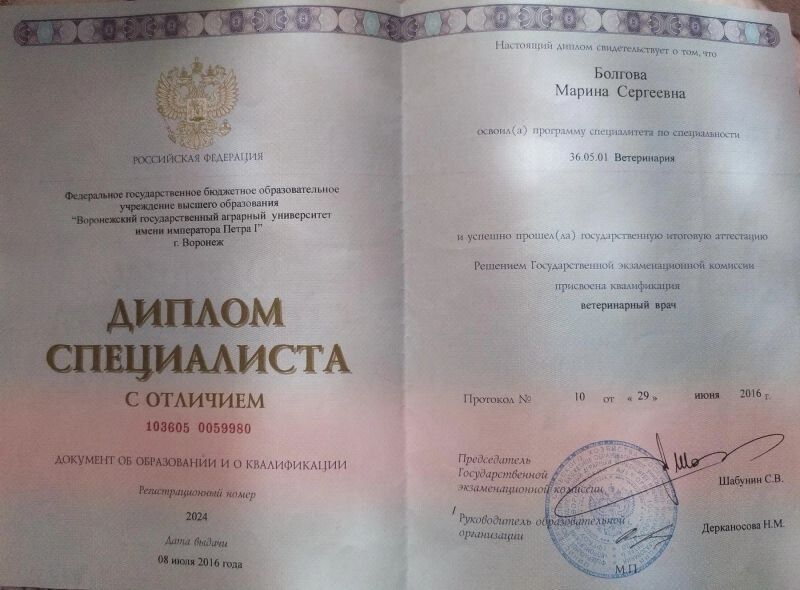 РОССИЙСКАЯ ФЕДЕРАЦИЯ
Федеральное государственное бюджетное образовательное
учреждение высшего образования
"Воронежский государственный аграрный университет
имени императора Петра I"
г. Воронеж
ДИПЛОМ
СПЕЦИАЛИСТА
С ОТЛИЧИЕМ
103605 0059980
ДОКУМЕНТ ОБ ОБРАЗОВАНИИ И О КВАЛИФИКАЦИИ
Регистрационный номер
2024
Дата выдачи
08 июля 2016 года
Настоящий диплом свидетельствует о том, что
Болгова
Марина Сергеевна
освоил(а) программу специалитета по специальности
36.05.01 Ветеринария
и успешно прошел(ла) государственную итоговую аттестацию
Решением Государственной экзаменационной комиссии
присвоена квалификация
ветеринарный врач
Протокол № 10 от « 29 » июня 2016 г.
Председатель
Государственной
экзаменационной комиссии
Шабунин С.В.
Руководитель образовательной
организации
Дерканосова Н.М.
М.П.